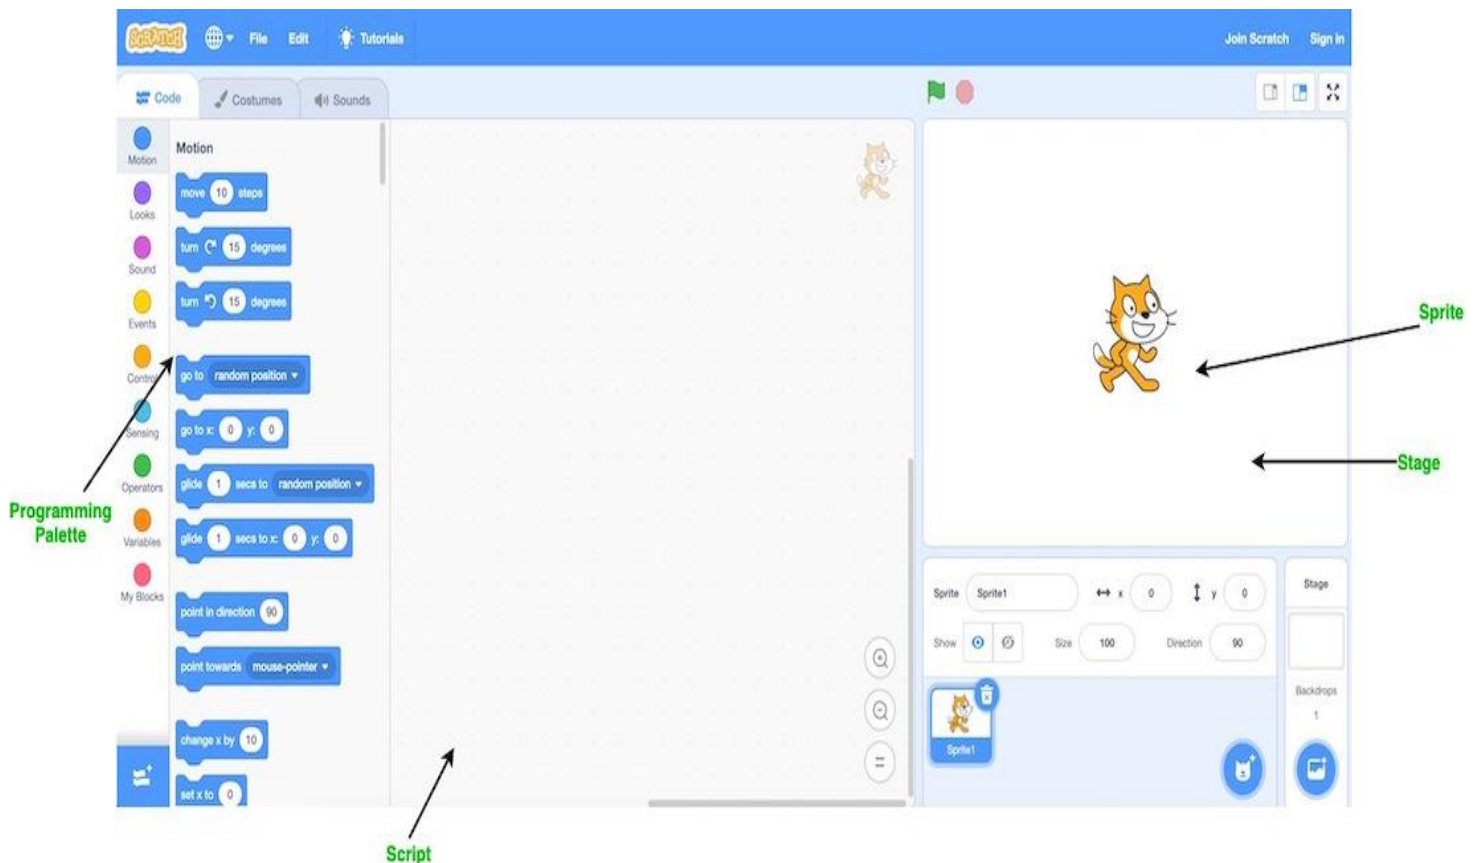 SCRATCH File Edit Tutorials Join Scratch Sign in
Code Costumes Sounds
Motion
Looks
Sound
Events
Control
Sensing
Operators
Variables
My Blocks
Motion
move 10 steps
turn 15 degrees
turn 15 degrees
go to random position
go to x: 0 y: 0
glide 1 secs to random position
glide 1 secs to x: 0 y: 0
point in direction 90
point towards mouse-pointer
change x by 10
set x to 0
Sprite Sprite1 x 0 y 0
Show Size 100 Direction 90
Sprite1
Stage
Backdrops
1
Programming
Palette
Script
Sprite
Stage